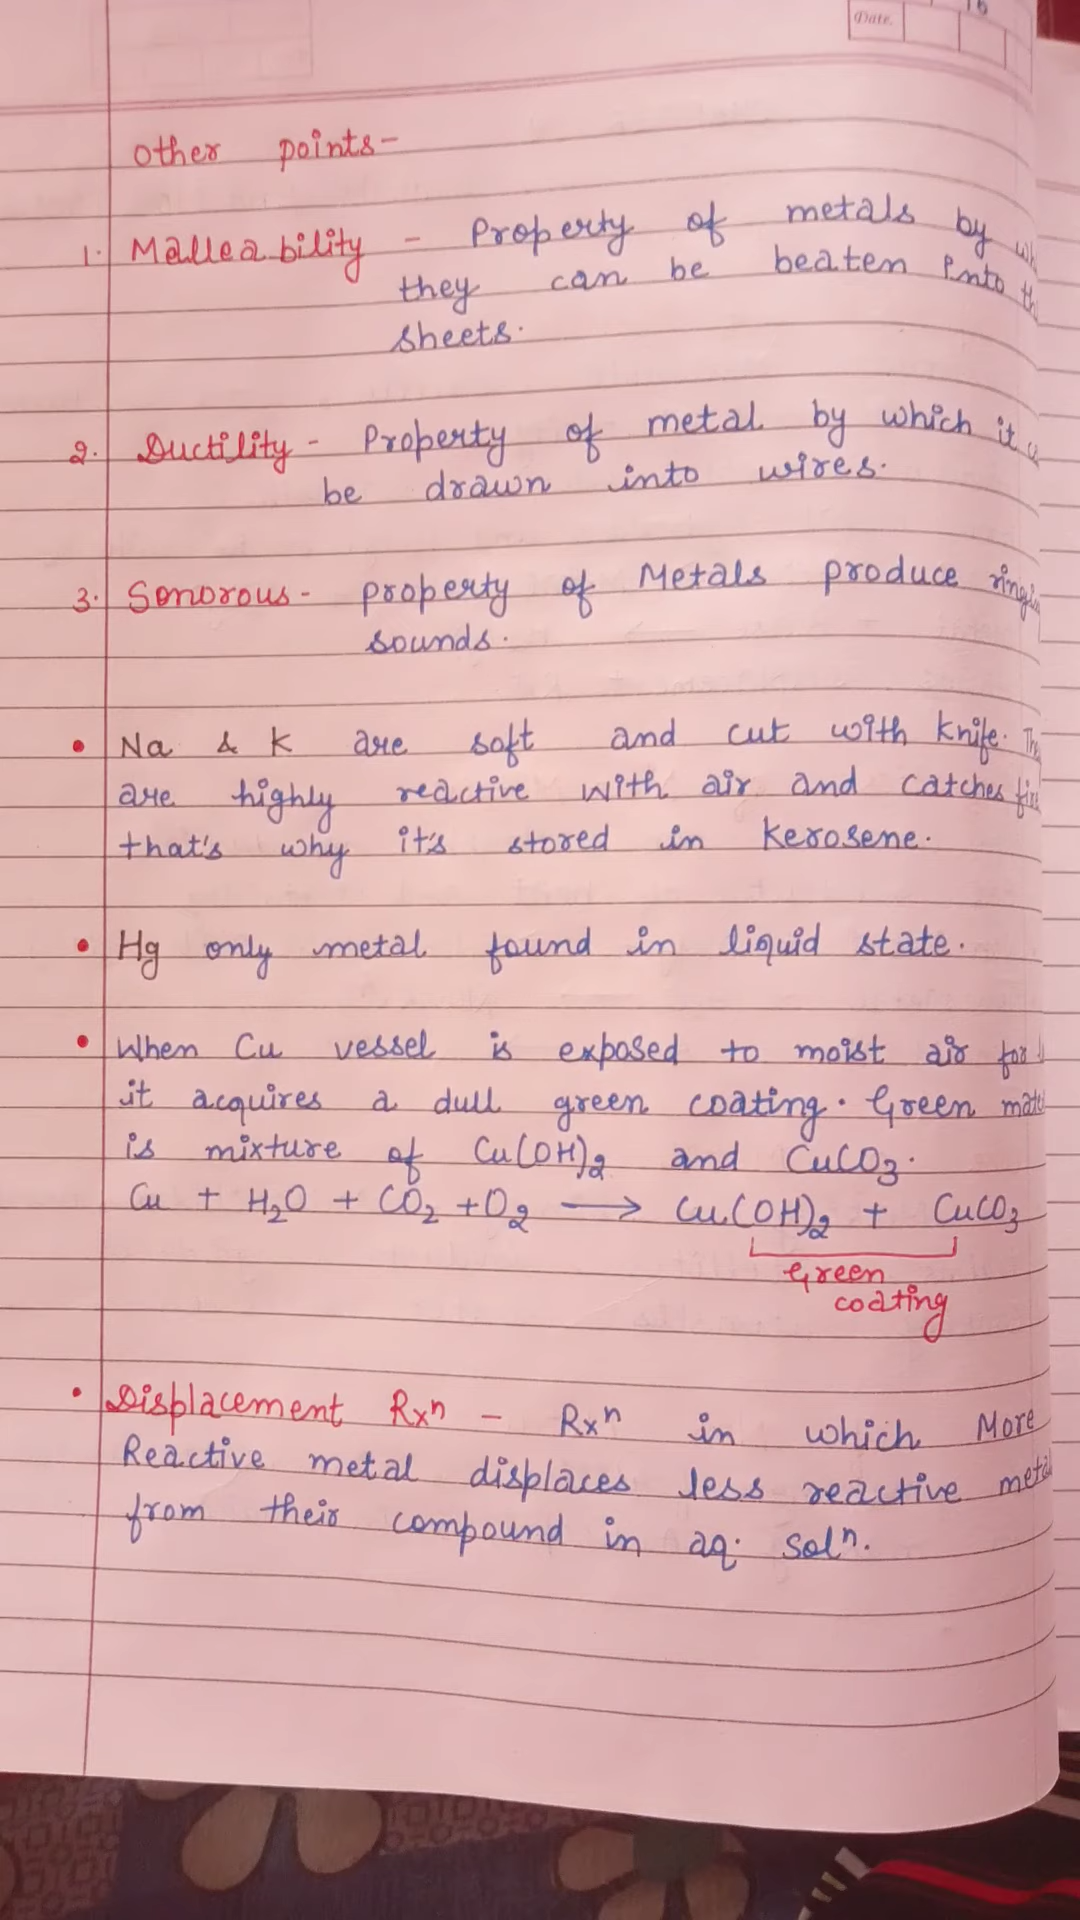 Date.
Other points-
1. Malleability - Property of metals by
they can be beaten into
sheets.
2. Ductility - Property of metal by which it
be drawn into wires.
3. Sonorous - property of Metals produce
sounds.
• Na & K are soft and cut with knife.
are highly reactive with air and catches
that's why it's stored in kerosene.
• Hg only metal found in liquid state.
• When Cu vessel is exposed to moist air for
it acquires a dull green coating. Green
is mixture of Cu(OH)₂ and CuCO₃.
Cu + H₂O + CO₂ + O₂ → Cu(OH)₂ + CuCO₃
Green
coating
• Displacement Rxⁿ - Rxⁿ in which More
Reactive metal displaces less reactive
from their compound in aq. solⁿ.